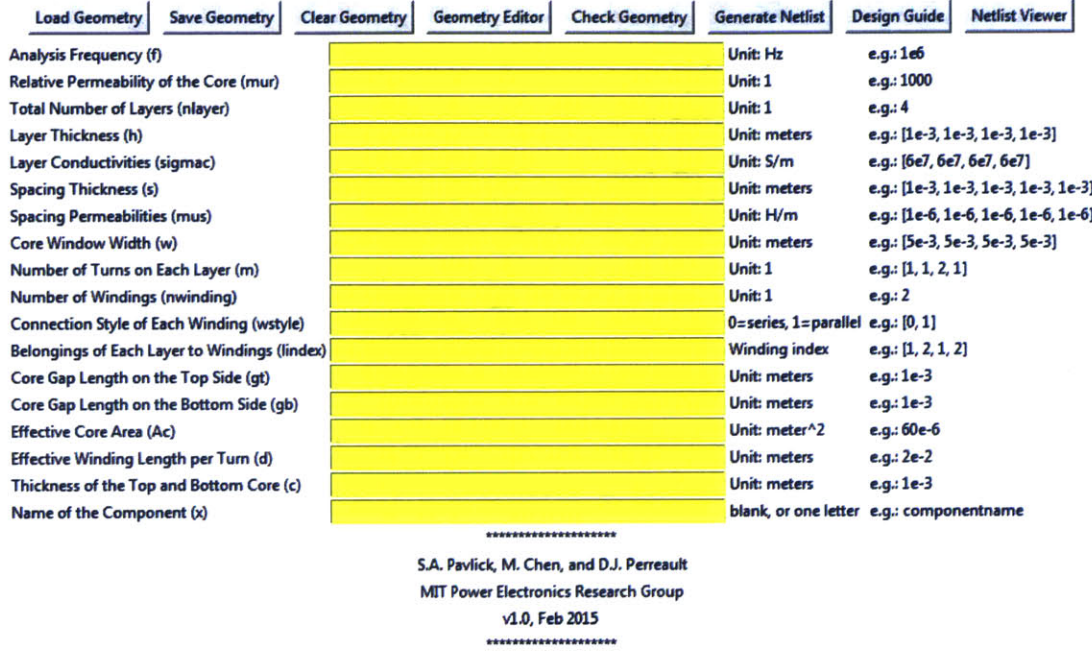 Load Geometry Save Geometry Clear Geometry Geometry Editor Check Geometry Generate Netlist Design Guide Netlist Viewer
Analysis Frequency (f) Unit: Hz e.g.: 1e6
Relative Permeability of the Core (mur) Unit: 1 e.g.: 1000
Total Number of Layers (nlayer) Unit: 1 e.g.: 4
Layer Thickness (h) Unit: meters e.g.: [1e-3, 1e-3, 1e-3, 1e-3]
Layer Conductivities (sigmac) Unit: S/m e.g.: [6e7, 6e7, 6e7, 6e7]
Spacing Thickness (s) Unit: meters e.g.: [1e-3, 1e-3, 1e-3, 1e-3, 1e-3]
Spacing Permeabilities (mus) Unit: H/m e.g.: [1e-6, 1e-6, 1e-6, 1e-6, 1e-6]
Core Window Width (w) Unit: meters e.g.: [5e-3, 5e-3, 5e-3, 5e-3]
Number of Turns on Each Layer (m) Unit: 1 e.g.: [1, 1, 2, 1]
Number of Windings (nwinding) Unit: 1 e.g.: 2
Connection Style of Each Winding (wstyle) 0=series, 1=parallel e.g.: [0, 1]
Belongings of Each Layer to Windings (lindex) Winding index e.g.: [1, 2, 1, 2]
Core Gap Length on the Top Side (gt) Unit: meters e.g.: 1e-3
Core Gap Length on the Bottom Side (gb) Unit: meters e.g.: 1e-3
Effective Core Area (Ac) Unit: meter^2 e.g.: 60e-6
Effective Winding Length per Turn (d) Unit: meters e.g.: 2e-2
Thickness of the Top and Bottom Core (c) Unit: meters e.g.: 1e-3
Name of the Component (x) blank, or one letter e.g.: componentname
********************
S.A. Pavlick, M. Chen, and D.J. Perreault
MIT Power Electronics Research Group
v1.0, Feb 2015
********************